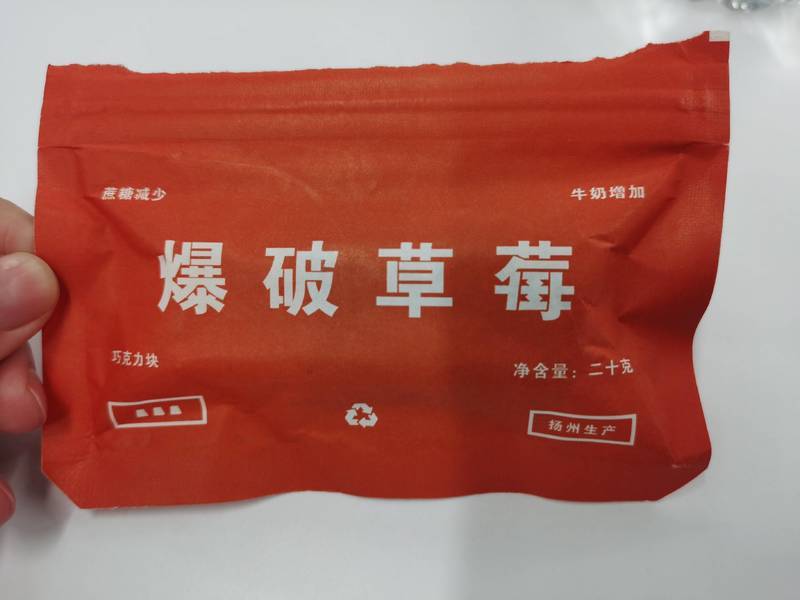 蔗糖减少
牛奶增加
爆破草莓
巧克力块
净含量：二十克
扬州生产